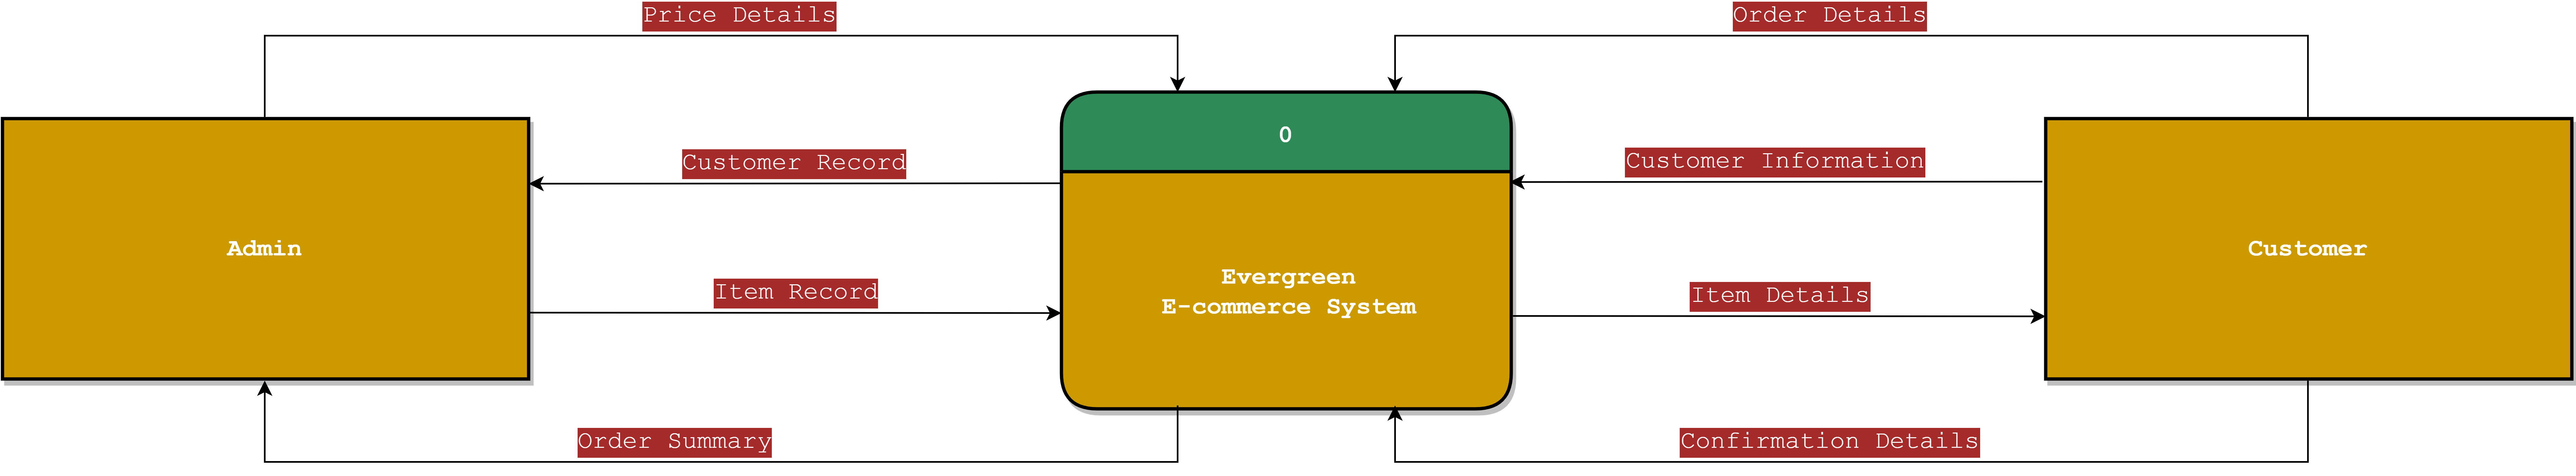 Price Details
Order Details
0
Customer Record
Customer Information
Admin
Customer
Evergreen
E-commerce System
Item Record
Item Details
Order Summary
Confirmation Details